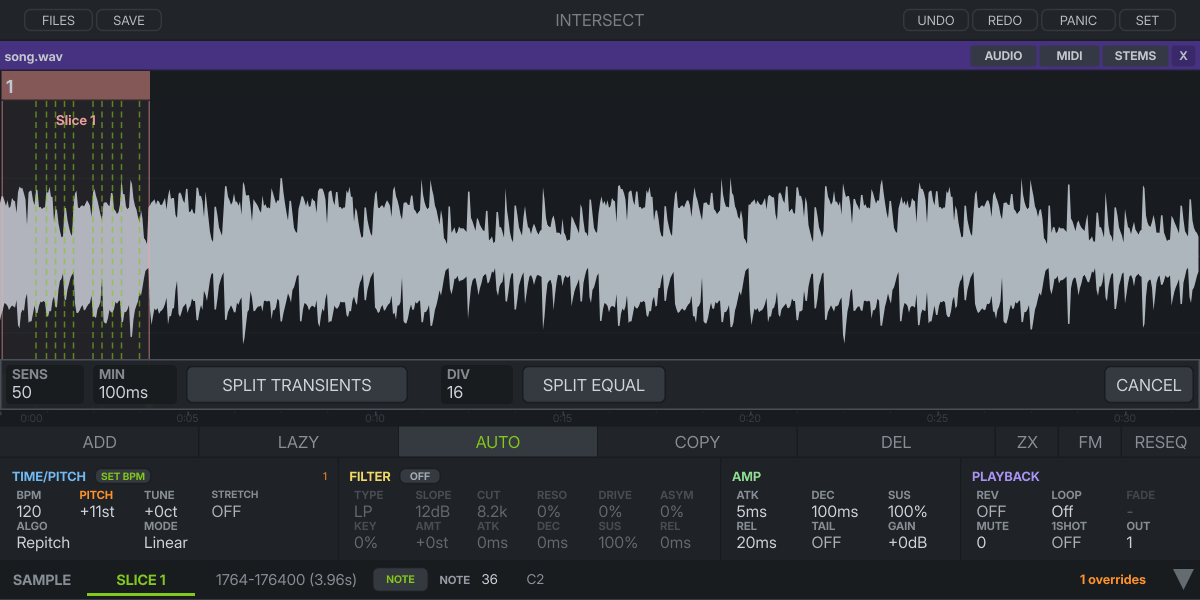 FILES SAVE INTERSECT UNDO REDO PANIC SET
song.wav AUDIO MIDI STEMS X
1
Slice 1
SENS MIN DIV
50 100ms SPLIT TRANSIENTS 16 SPLIT EQUAL CANCEL
0:00 0:05 0:10 0:15 0:20 0:25 0:30
ADD LAZY AUTO COPY DEL ZX FM RESEQ
TIME/PITCH SET BPM 1 FILTER OFF AMP PLAYBACK
BPM PITCH TUNE STRETCH TYPE SLOPE CUT RESO DRIVE ASYM ATK DEC SUS REV LOOP FADE
120 +11st +0ct OFF LP 12dB 8.2k 0% 0% 0% 5ms 100ms 100% OFF Off -
ALGO MODE KEY AMT ATK DEC SUS REL REL TAIL GAIN MUTE 1SHOT OUT
Repitch Linear 0% +0st 0ms 0ms 100% 0ms 20ms OFF +0dB 0 OFF 1
SAMPLE SLICE 1 1764-176400 (3.96s) NOTE NOTE 36 C2 1 overrides